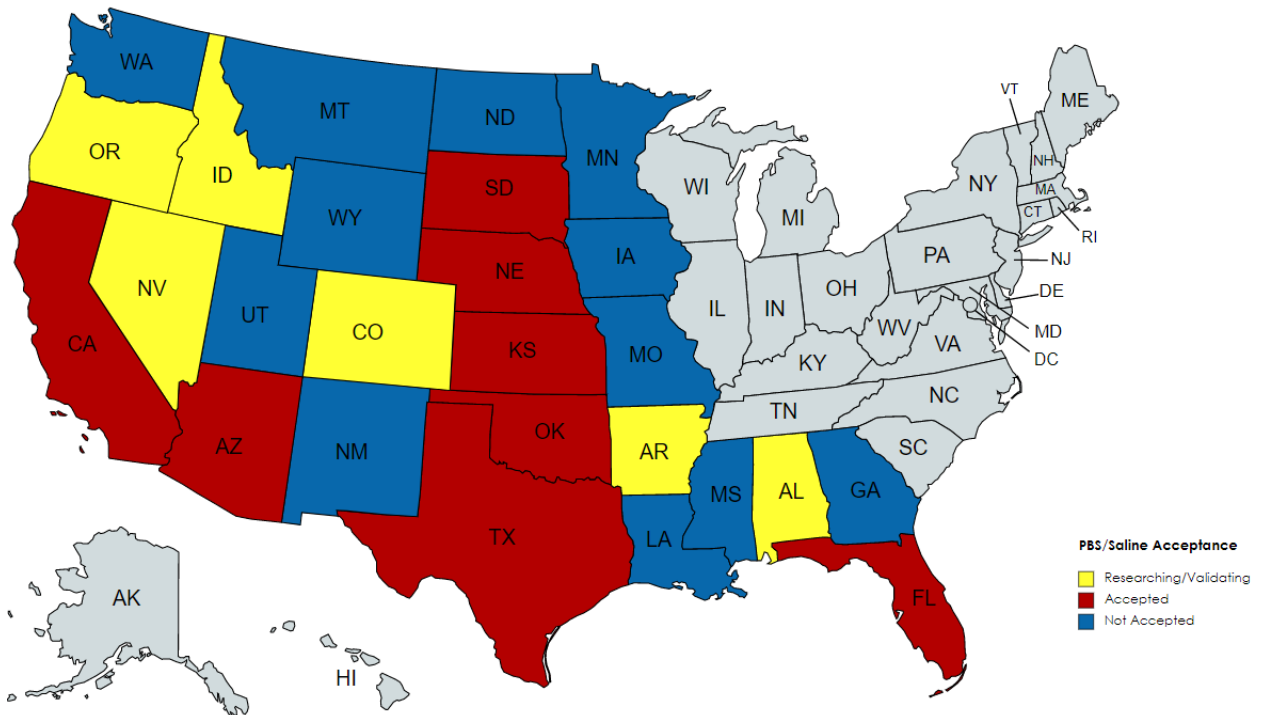 WA
MT
ND
MN
OR
ID
WY
SD
WI
MI
NY
VT
ME
NH
MA
CT
RI
NV
UT
CO
NE
IA
IL
IN
OH
PA
NJ
DE
MD
DC
CA
KS
MO
KY
WV
VA
AZ
NM
OK
AR
TN
NC
SC
TX
LA
MS
AL
GA
FL
AK
HI
PBS/Saline Acceptance
Researching/Validating
Accepted
Not Accepted